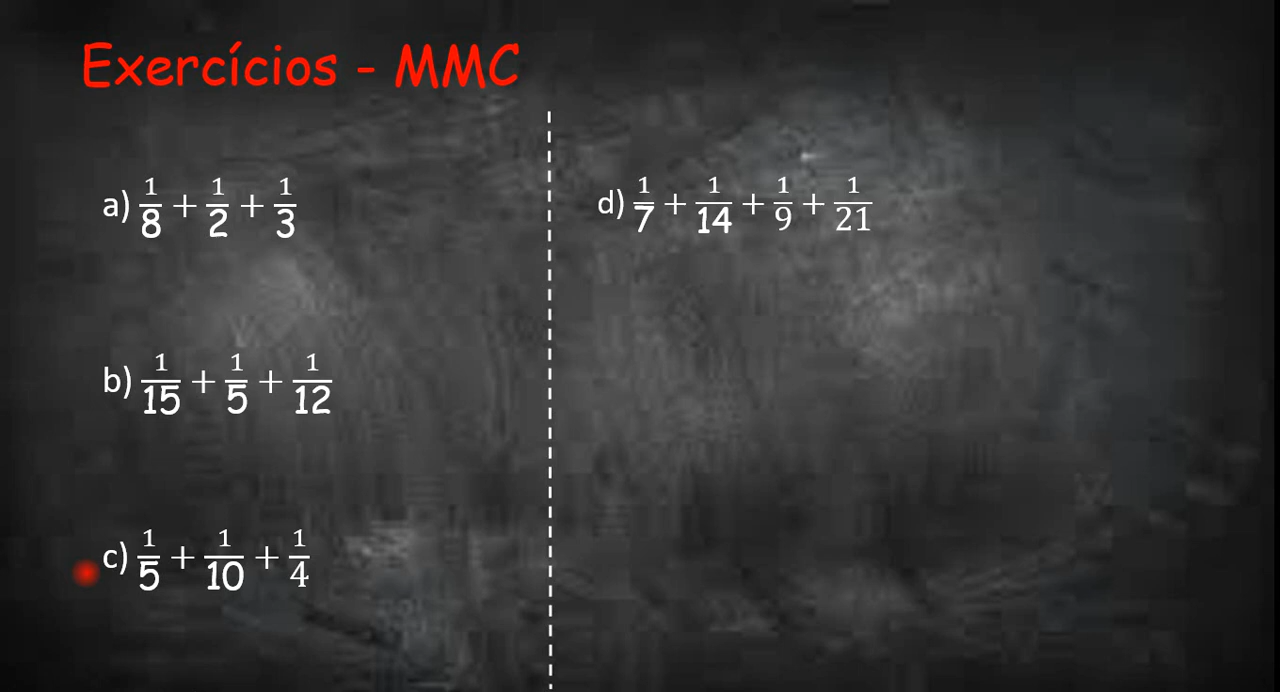 Exercícios - MMC
a) 1/8 + 1/2 + 1/3
b) 1/15 + 1/5 + 1/12
c) 1/5 + 1/10 + 1/4
d) 1/7 + 1/14 + 1/9 + 1/21